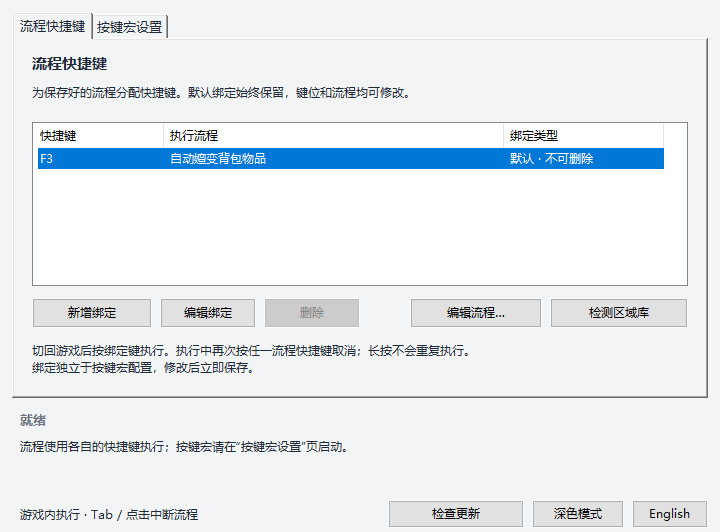 流程快捷键 按键宏设置
流程快捷键
为保存好的流程分配快捷键。默认绑定始终保留，键位和流程均可修改。
快捷键 执行流程 绑定类型
F3 自动嬗变背包物品 默认 · 不可删除
新增绑定 编辑绑定 删除 编辑流程... 检测区域库
切回游戏后按绑定键执行。执行中再次按任一流程快捷键取消；长按不会重复执行。
绑定独立于按键宏配置，修改后立即保存。
就绪
流程使用各自的快捷键执行；按键宏请在“按键宏设置”页启动。
游戏内执行 · Tab / 点击中断流程 检查更新 深色模式 English